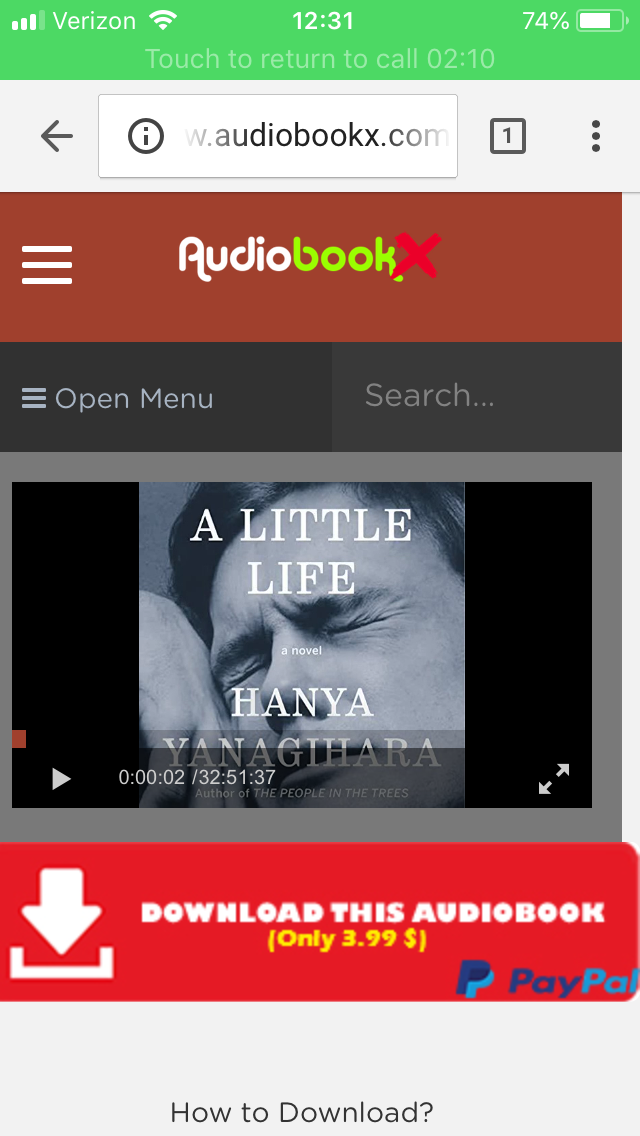 Verizon 12:31 74%
Touch to return to call 02:10
w.audiobookx.com
1
AudiobookX
Open Menu
Search...
A LITTLE
LIFE
a novel
HANYA
YANAGIHARA
0:00:02 /32:51:37
Author of THE PEOPLE IN THE TREES
DOWNLOAD THIS AUDIOBOOK
(Only 3.99 $)
PayPal
How to Download?